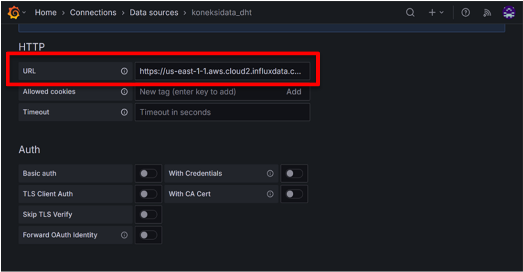 Home > Connections > Data sources > koneksidata_dht
HTTP
URL https://us-east-1-1.aws.cloud2.influxdata.c...
Allowed cookies New tag (enter key to add) Add
Timeout Timeout in seconds
Auth
Basic auth With Credentials
TLS Client Auth With CA Cert
Skip TLS Verify
Forward OAuth Identity